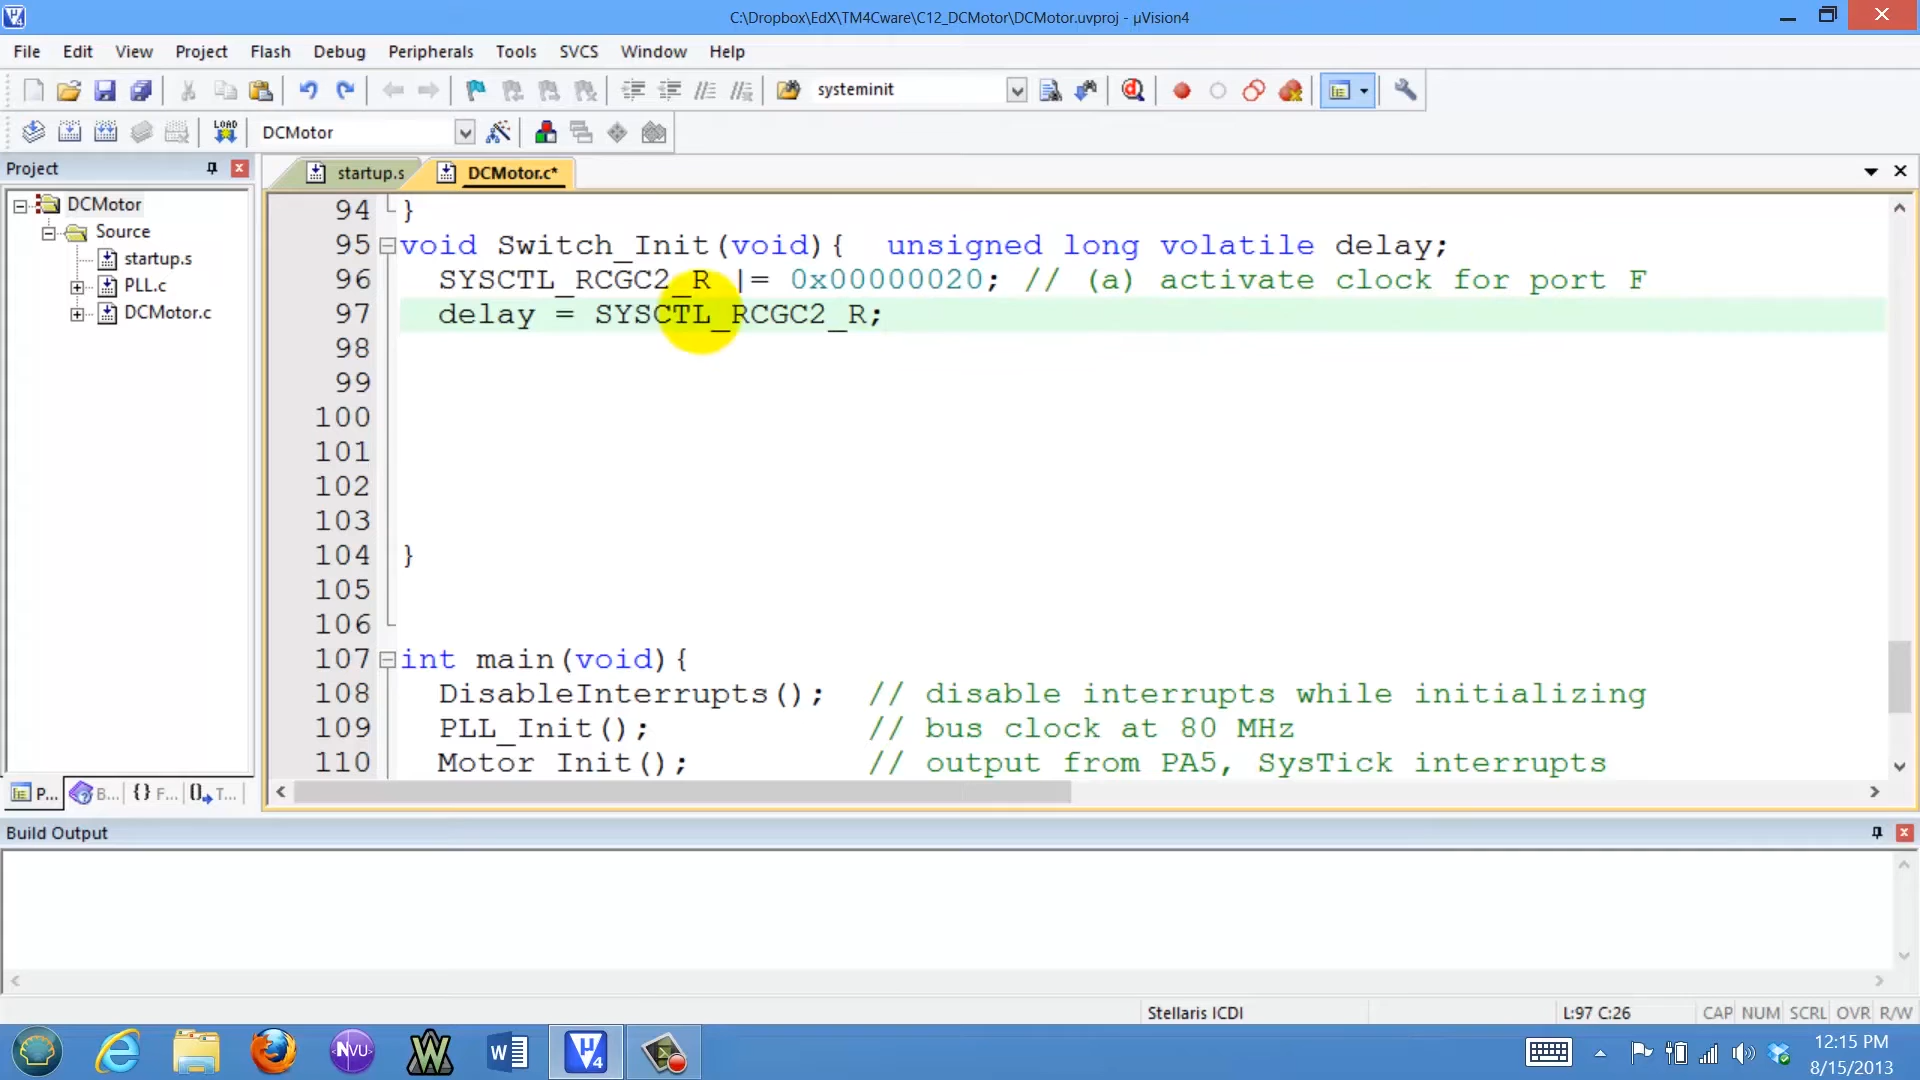 C:\Dropbox\EdX\TM4Cware\C12_DCMotor\DCMotor.uvproj - µVision4
File Edit View Project Flash Debug Peripherals Tools SVCS Window Help
systeminit
LOAD DCMotor
Project
startup.s DCMotor.c*
DCMotor
Source
startup.s
PLL.c
DCMotor.c
94 }
95 void Switch_Init(void){  unsigned long volatile delay;
96 SYSCTL_RCGC2_R |= 0x00000020; // (a) activate clock for port F
97 delay = SYSCTL_RCGC2_R;
98
99
100
101
102
103
104 }
105
106
107 int main(void){
108 DisableInterrupts();  // disable interrupts while initializing
109 PLL_Init();           // bus clock at 80 MHz
110 Motor_Init();         // output from PA5, SysTick interrupts
P... B... {} F... 0 T...
Build Output
Stellaris ICDI L:97 C:26 CAP NUM SCRL OVR R/W
12:15 PM
8/15/2013